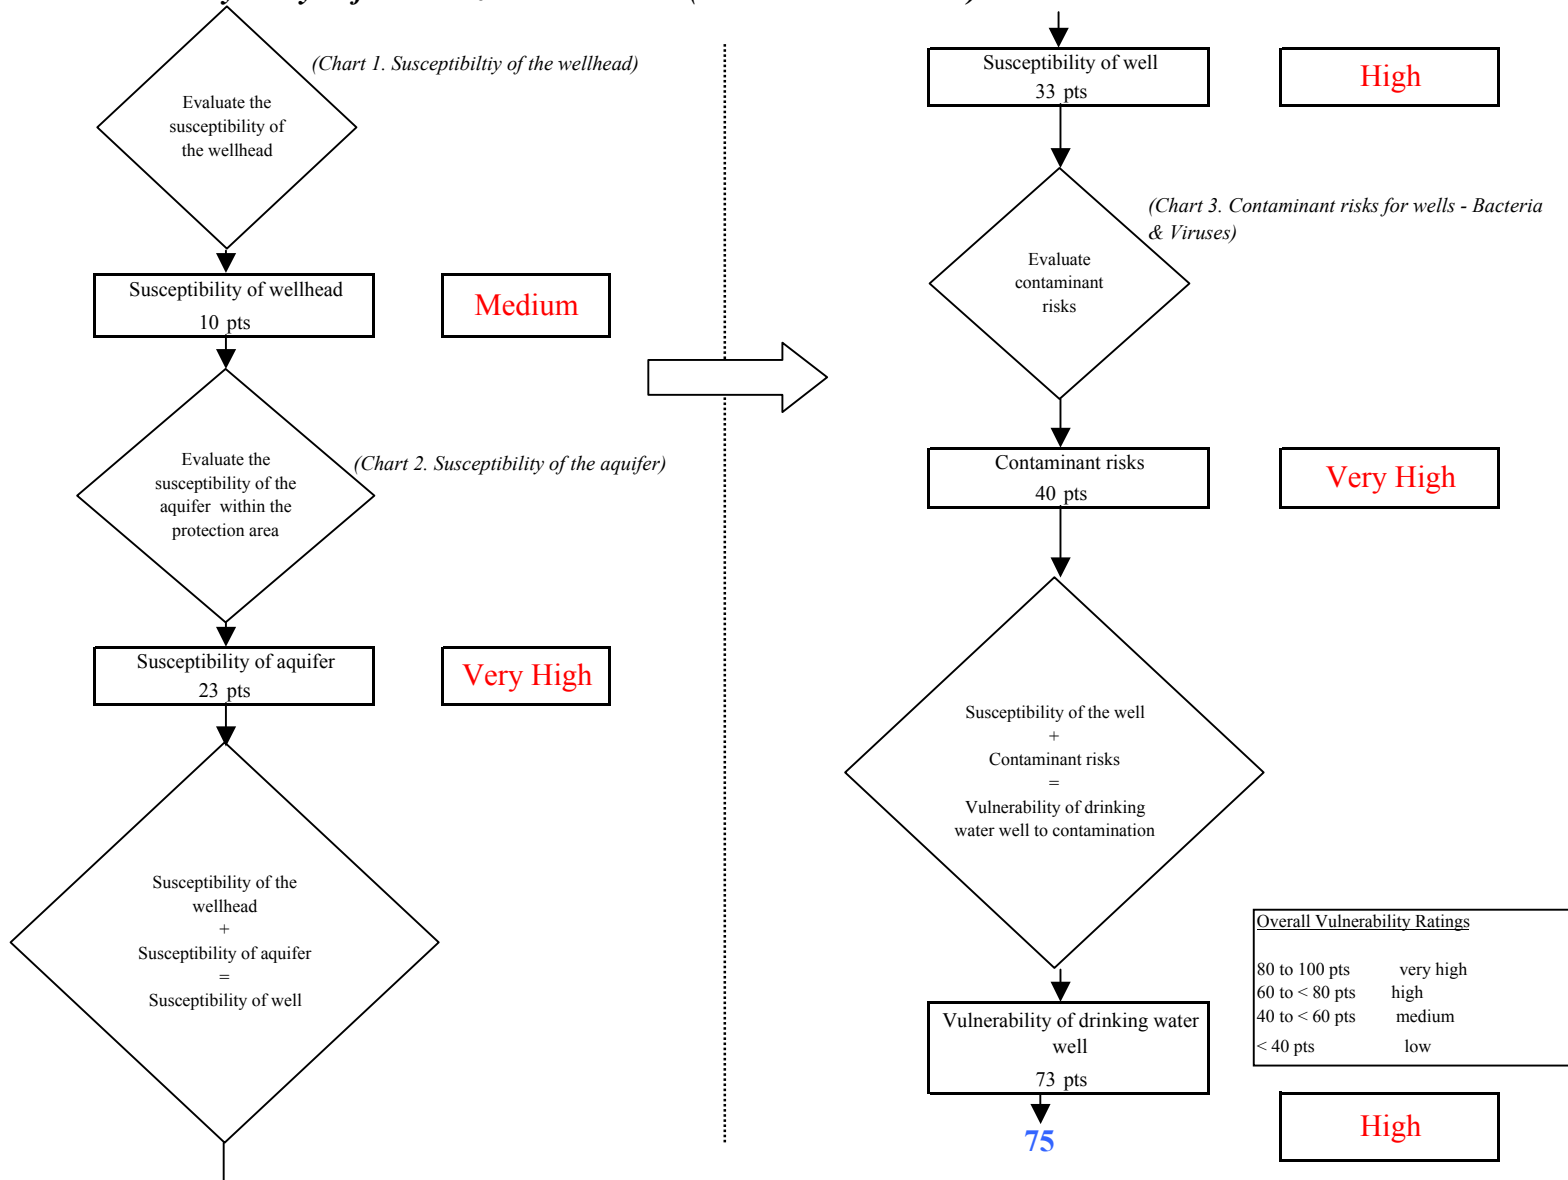 (Chart 1. Susceptibiltiy of the wellhead)
Evaluate the
susceptibility of
the wellhead
Susceptibility of wellhead
10 pts
Medium
Evaluate the
susceptibility of the
aquifer within the
protection area
(Chart 2. Susceptibility of the aquifer)
Susceptibility of aquifer
23 pts
Very High
Susceptibility of the
wellhead
+
Susceptibility of aquifer
=
Susceptibility of well
Susceptibility of well
33 pts
High
(Chart 3. Contaminant risks for wells - Bacteria
& Viruses)
Evaluate
contaminant
risks
Contaminant risks
40 pts
Very High
Susceptibility of the well
+
Contaminant risks
=
Vulnerability of drinking
water well to contamination
Overall Vulnerability Ratings
80 to 100 pts very high
60 to < 80 pts high
40 to < 60 pts medium
< 40 pts low
Vulnerability of drinking water
well
73 pts
75
High